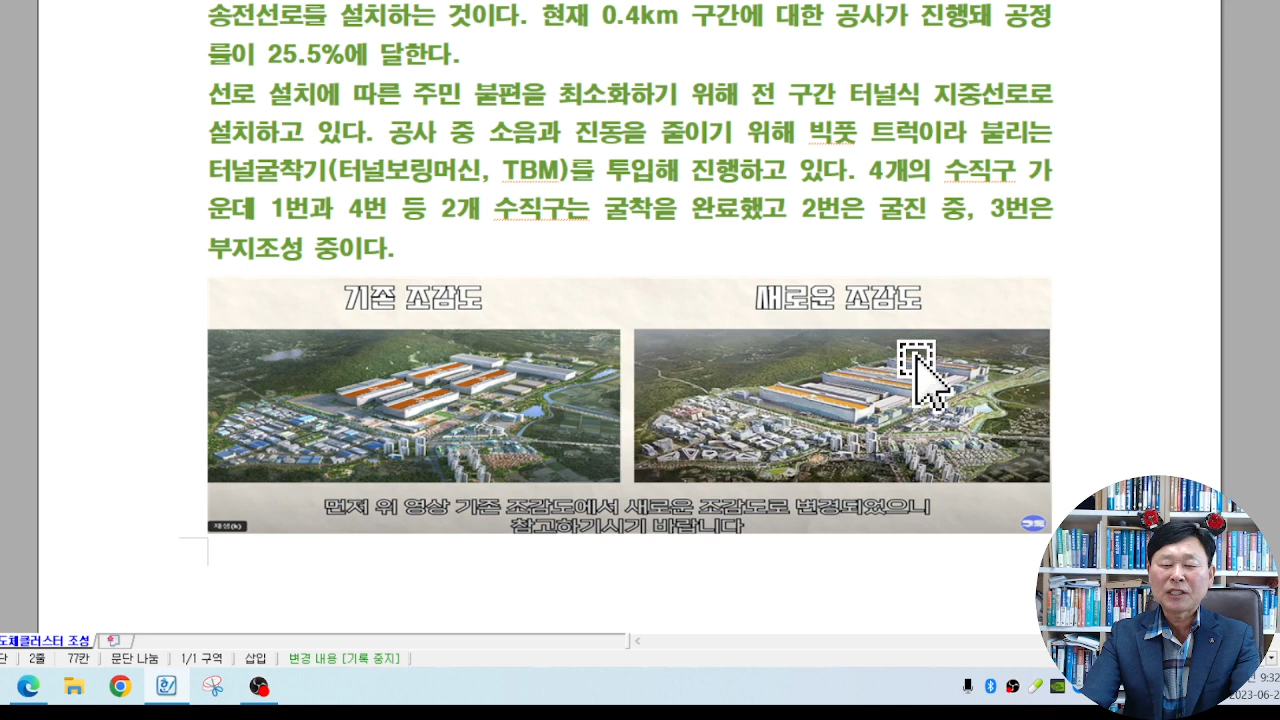 송전선로를 설치하는 것이다. 현재 0.4km 구간에 대한 공사가 진행돼 공정
률이 25.5%에 달한다.
선로 설치에 따른 주민 불편을 최소화하기 위해 전 구간 터널식 지중선로로
설치하고 있다. 공사 중 소음과 진동을 줄이기 위해 빅풋 트럭이라 불리는
터널굴착기(터널보링머신, TBM)를 투입해 진행하고 있다. 4개의 수직구 가
운데 1번과 4번 등 2개 수직구는 굴착을 완료했고 2번은 굴진 중, 3번은
부지조성 중이다.
기존 조감도
새로운 조감도
먼저 위 영상 기존 조감도에서 새로운 조감도로 변경되었으니
참고하기시기 바랍니다
재생(k)
구독
도체클러스터 조성
단
2줄
77칸
문단 나눔
1/1 구역
삽입
변경 내용 [기록 중지]
9:32
2023-06-2